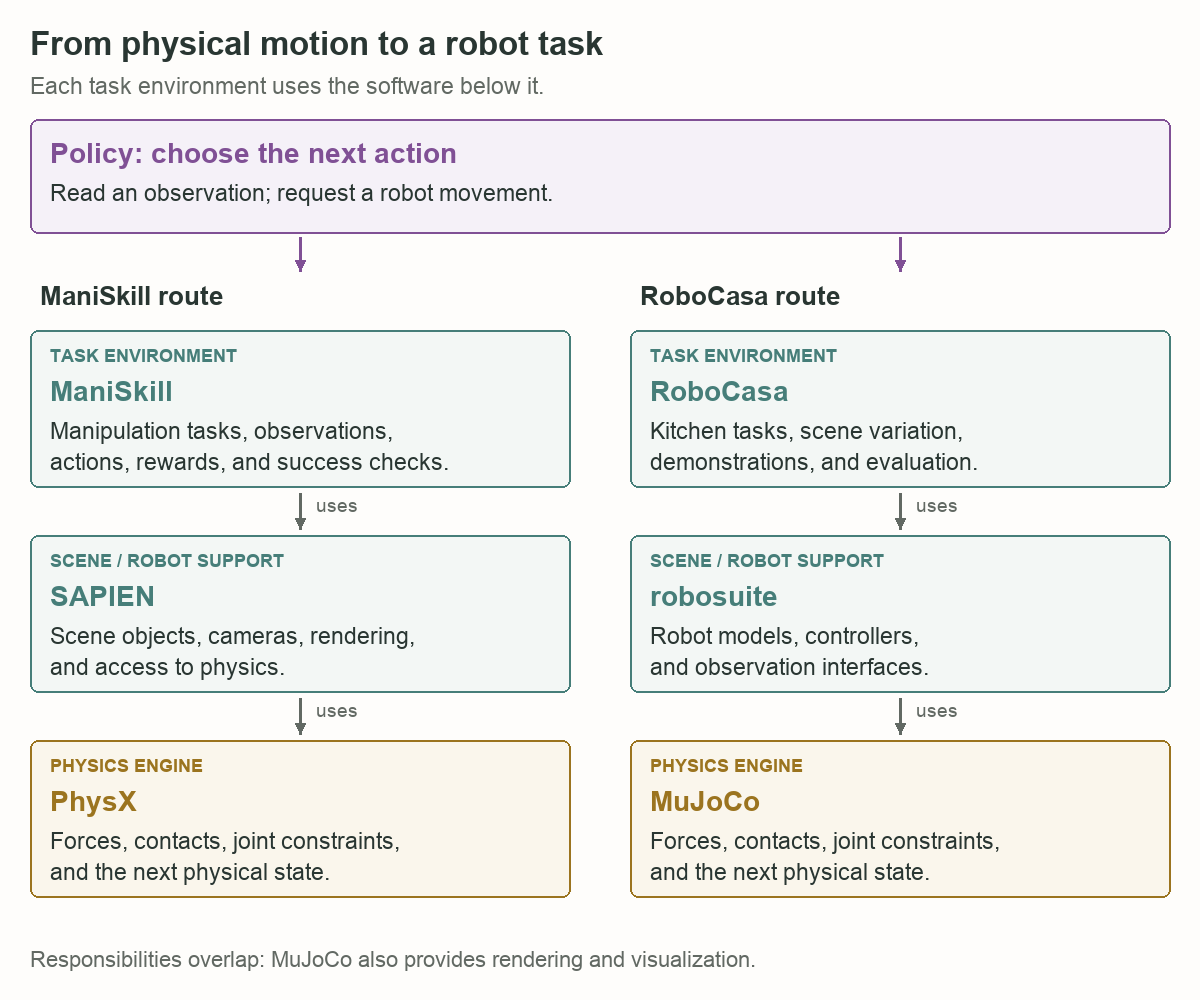 From physical motion to a robot task
Each task environment uses the software below it.
Policy: choose the next action
Read an observation; request a robot movement.
ManiSkill route
TASK ENVIRONMENT
ManiSkill
Manipulation tasks, observations,
actions, rewards, and success checks.
uses
SCENE / ROBOT SUPPORT
SAPIEN
Scene objects, cameras, rendering,
and access to physics.
uses
PHYSICS ENGINE
PhysX
Forces, contacts, joint constraints,
and the next physical state.
RoboCasa route
TASK ENVIRONMENT
RoboCasa
Kitchen tasks, scene variation,
demonstrations, and evaluation.
uses
SCENE / ROBOT SUPPORT
robosuite
Robot models, controllers,
and observation interfaces.
uses
PHYSICS ENGINE
MuJoCo
Forces, contacts, joint constraints,
and the next physical state.
Responsibilities overlap: MuJoCo also provides rendering and visualization.